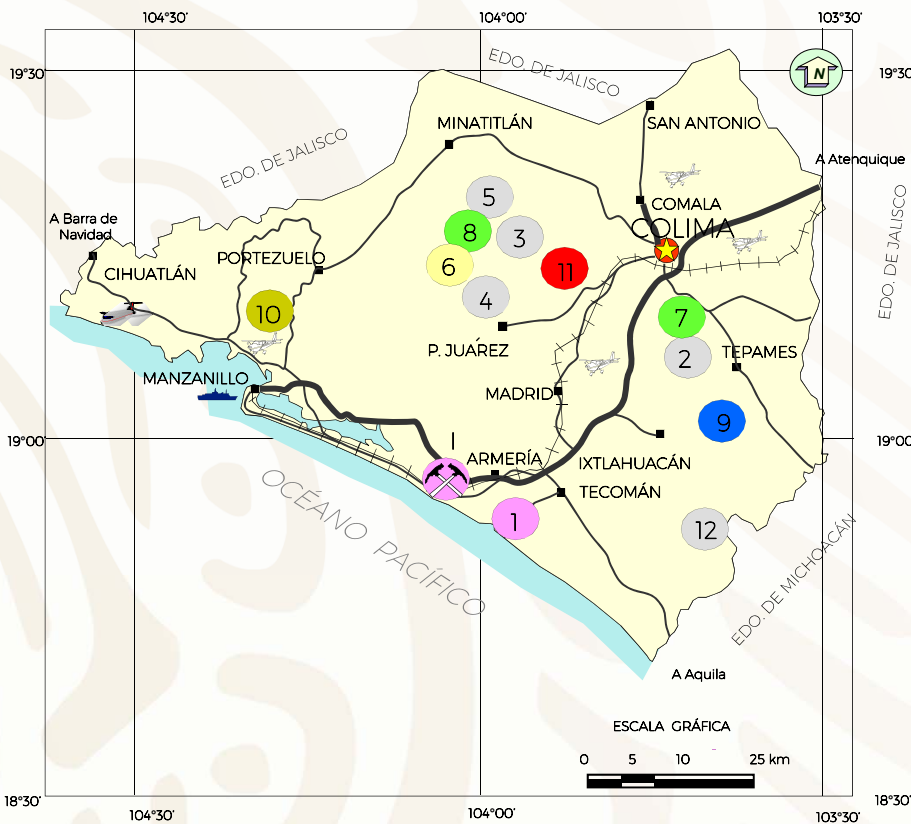 104°30'
104°00'
103°30'
19°30'
19°30'
EDO. DE JALISCO
EDO. DE JALISCO
N
MINATITLÁN
SAN ANTONIO
A Atenquique
5
COMALA
A Barra de
Navidad
8
3
COLIMA
EDO. DE JALISCO
CIHUATLÁN
PORTEZUELO
6
11
4
10
7
P. JUÁREZ
2
TEPAMES
MANZANILLO
MADRID
9
19°00'
19°00'
I
ARMERÍA
IXTLAHUACÁN
TECOMÁN
1
12
OCÉANO PACÍFICO
EDO. DE MICHOACÁN
A Aquila
ESCALA GRÁFICA
0 5 10 25 km
18°30'
18°30'
104°30'
104°00'
103°30'